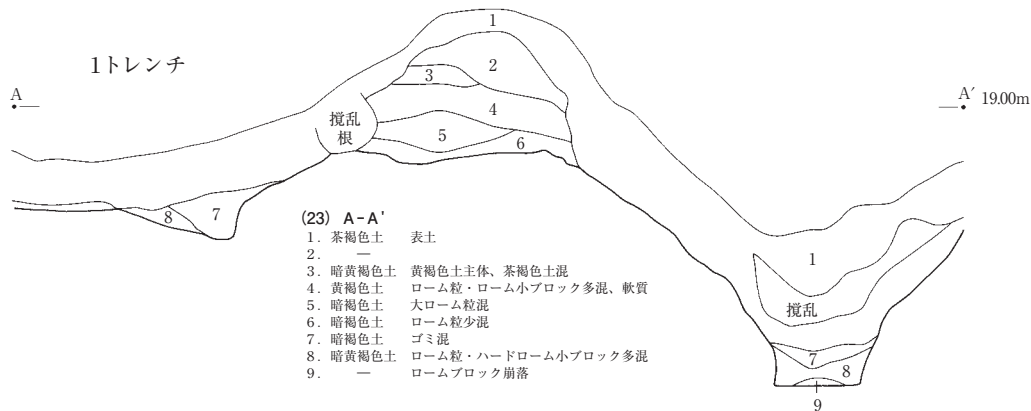 1トレンチ
A
A′ 19.00m
1
2
3
4
5
6
撹乱
根
7
8
1
撹乱
7
8
9
(23) A-A'
1. 茶褐色土 表土
2. —
3. 暗黄褐色土 黄褐色土主体、茶褐色土混
4. 黄褐色土 ローム粒・ローム小ブロック多混、軟質
5. 暗褐色土 大ローム粒混
6. 暗褐色土 ローム粒少混
7. 暗褐色土 ゴミ混
8. 暗黄褐色土 ローム粒・ハードローム小ブロック多混
9. — ロームブロック崩落